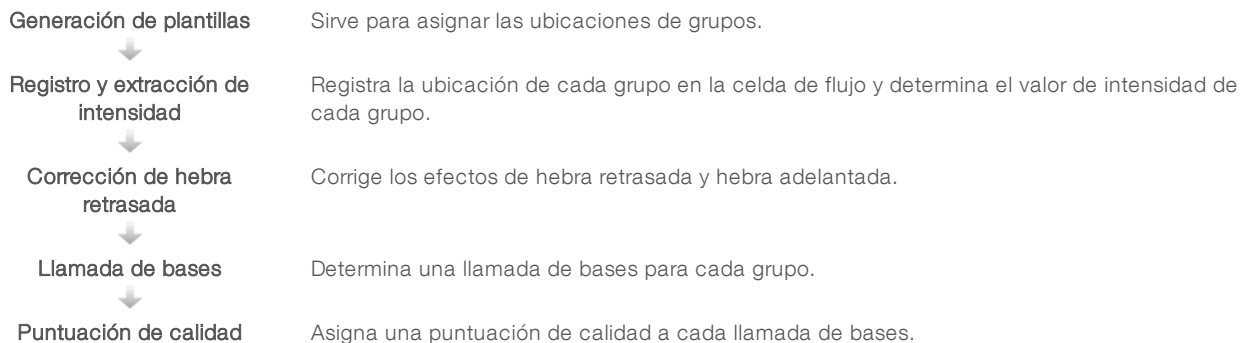 Generación de plantillas
Sirve para asignar las ubicaciones de grupos.
Registro y extracción de
intensidad
Registra la ubicación de cada grupo en la celda de flujo y determina el valor de intensidad de
cada grupo.
Corrección de hebra
retrasada
Corrige los efectos de hebra retrasada y hebra adelantada.
Llamada de bases
Determina una llamada de bases para cada grupo.
Puntuación de calidad
Asigna una puntuación de calidad a cada llamada de bases.